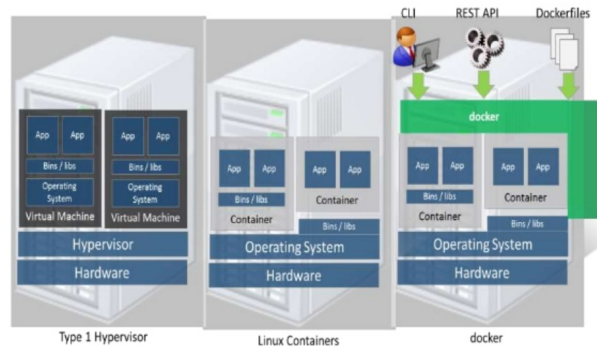 CLI REST API Dockerfiles
docker
App App App App
Bins / libs Bins / libs
Operating System Operating System
Virtual Machine Virtual Machine
Hypervisor
Hardware
Type 1 Hypervisor
App App App App
Bins / libs
Container Container
Bins / libs
Operating System
Hardware
Linux Containers
App App App App
Bins / libs
Container Container
Bins / libs
Operating System
Hardware
docker